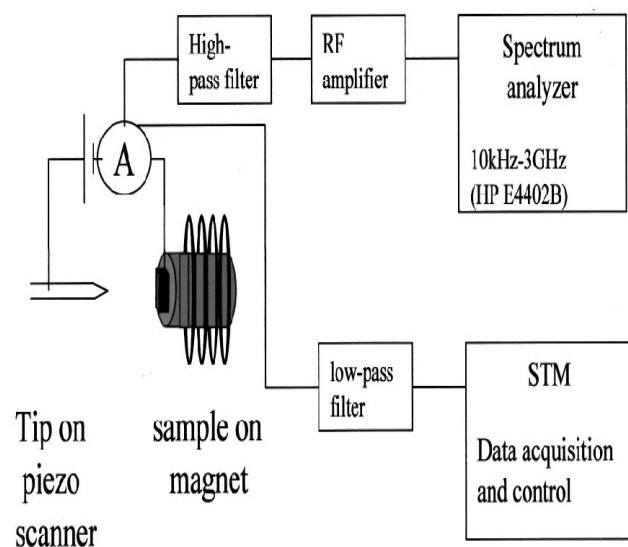 High-
pass filter
RF
amplifier
Spectrum
analyzer
10kHz-3GHz
(HP E4402B)
A
low-pass
filter
STM
Data acquisition
and control
Tip on
piezo
scanner
sample on
magnet